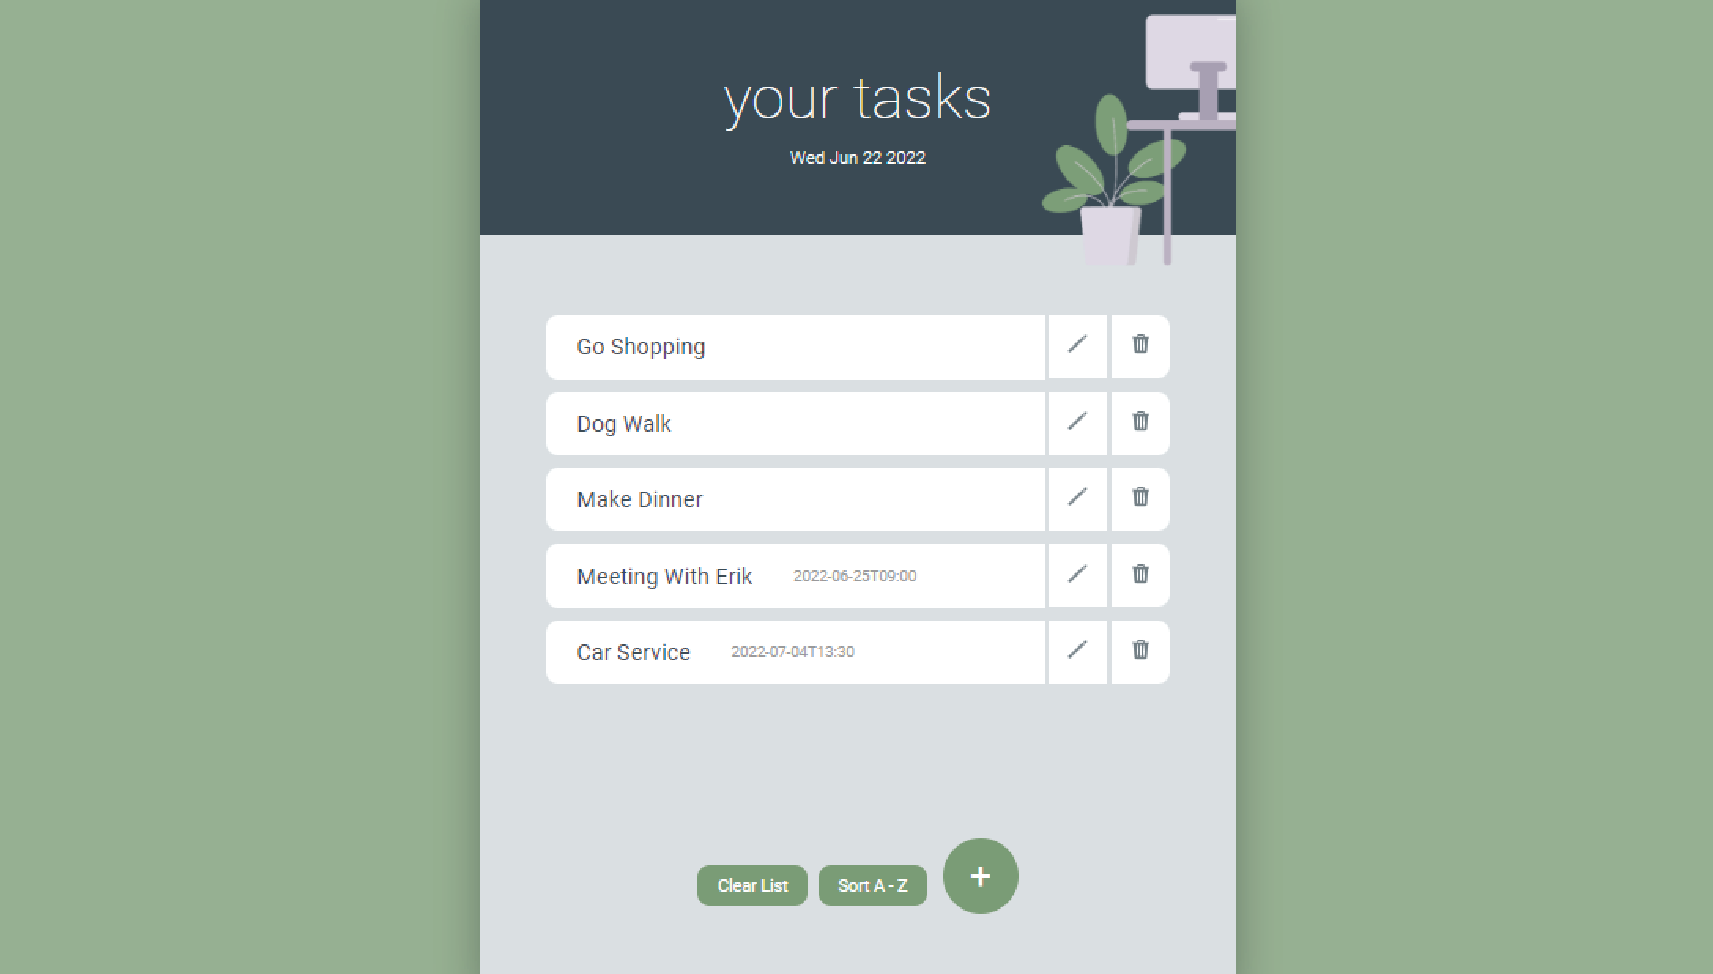 your tasks
Wed Jun 22 2022
Go Shopping
Dog Walk
Make Dinner
Meeting With Erik 2022-06-25T09:00
Car Service 2022-07-04T13:30
Clear List Sort A - Z +